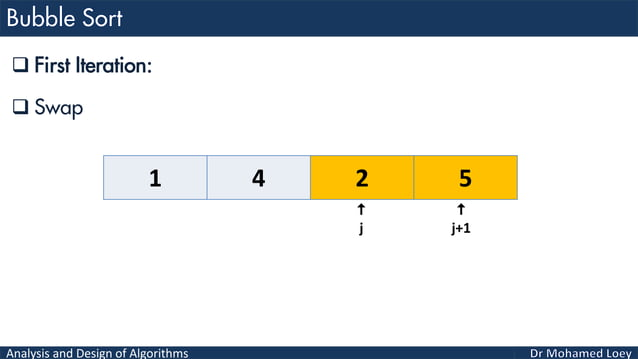 Bubble Sort
❑ First Iteration:
❑ Swap
1 4 2 5
↑ ↑
j j+1
Analysis and Design of Algorithms Dr Mohamed Loey